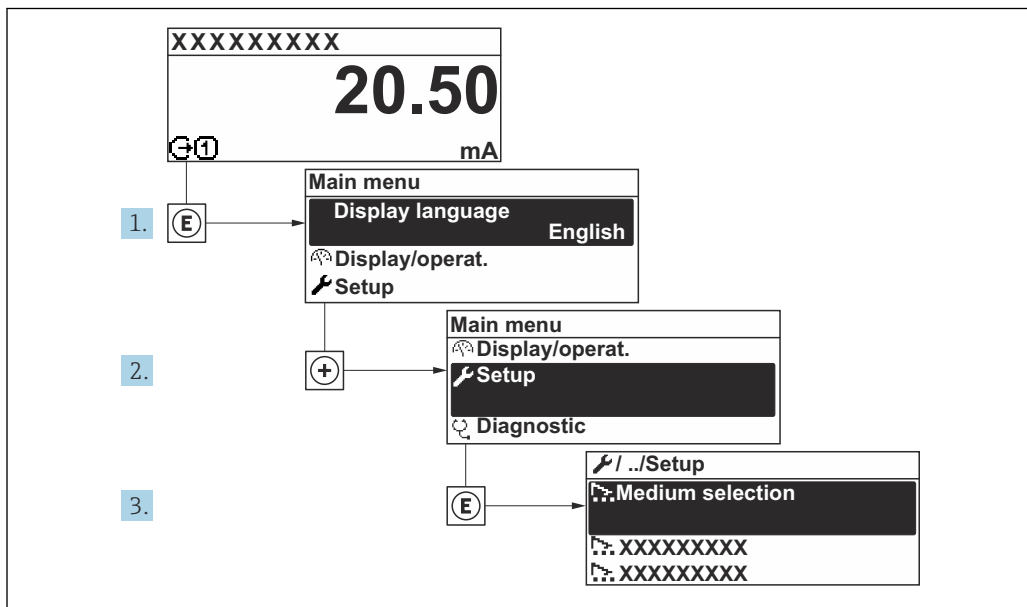 XXXXXXXXX
20.50
① mA
Main menu
1. E Display language
English
Display/operat.
Setup
Main menu
Display/operat.
2. + Setup
Diagnostic
/ ../Setup
3. E Medium selection
XXXXXXXXX
XXXXXXXXX